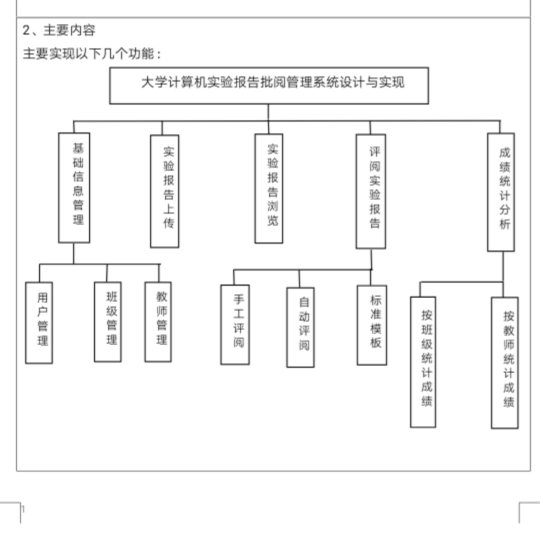 2、主要内容
主要实现以下几个功能：
大学计算机实验报告批阅管理系统设计与实现
基础信息管理
实验报告上传
实验报告浏览
评阅实验报告
成绩统计分析
用户管理
班级管理
教师管理
手工评阅
自动评阅
标准模板
按班级统计成绩
按教师统计成绩
1